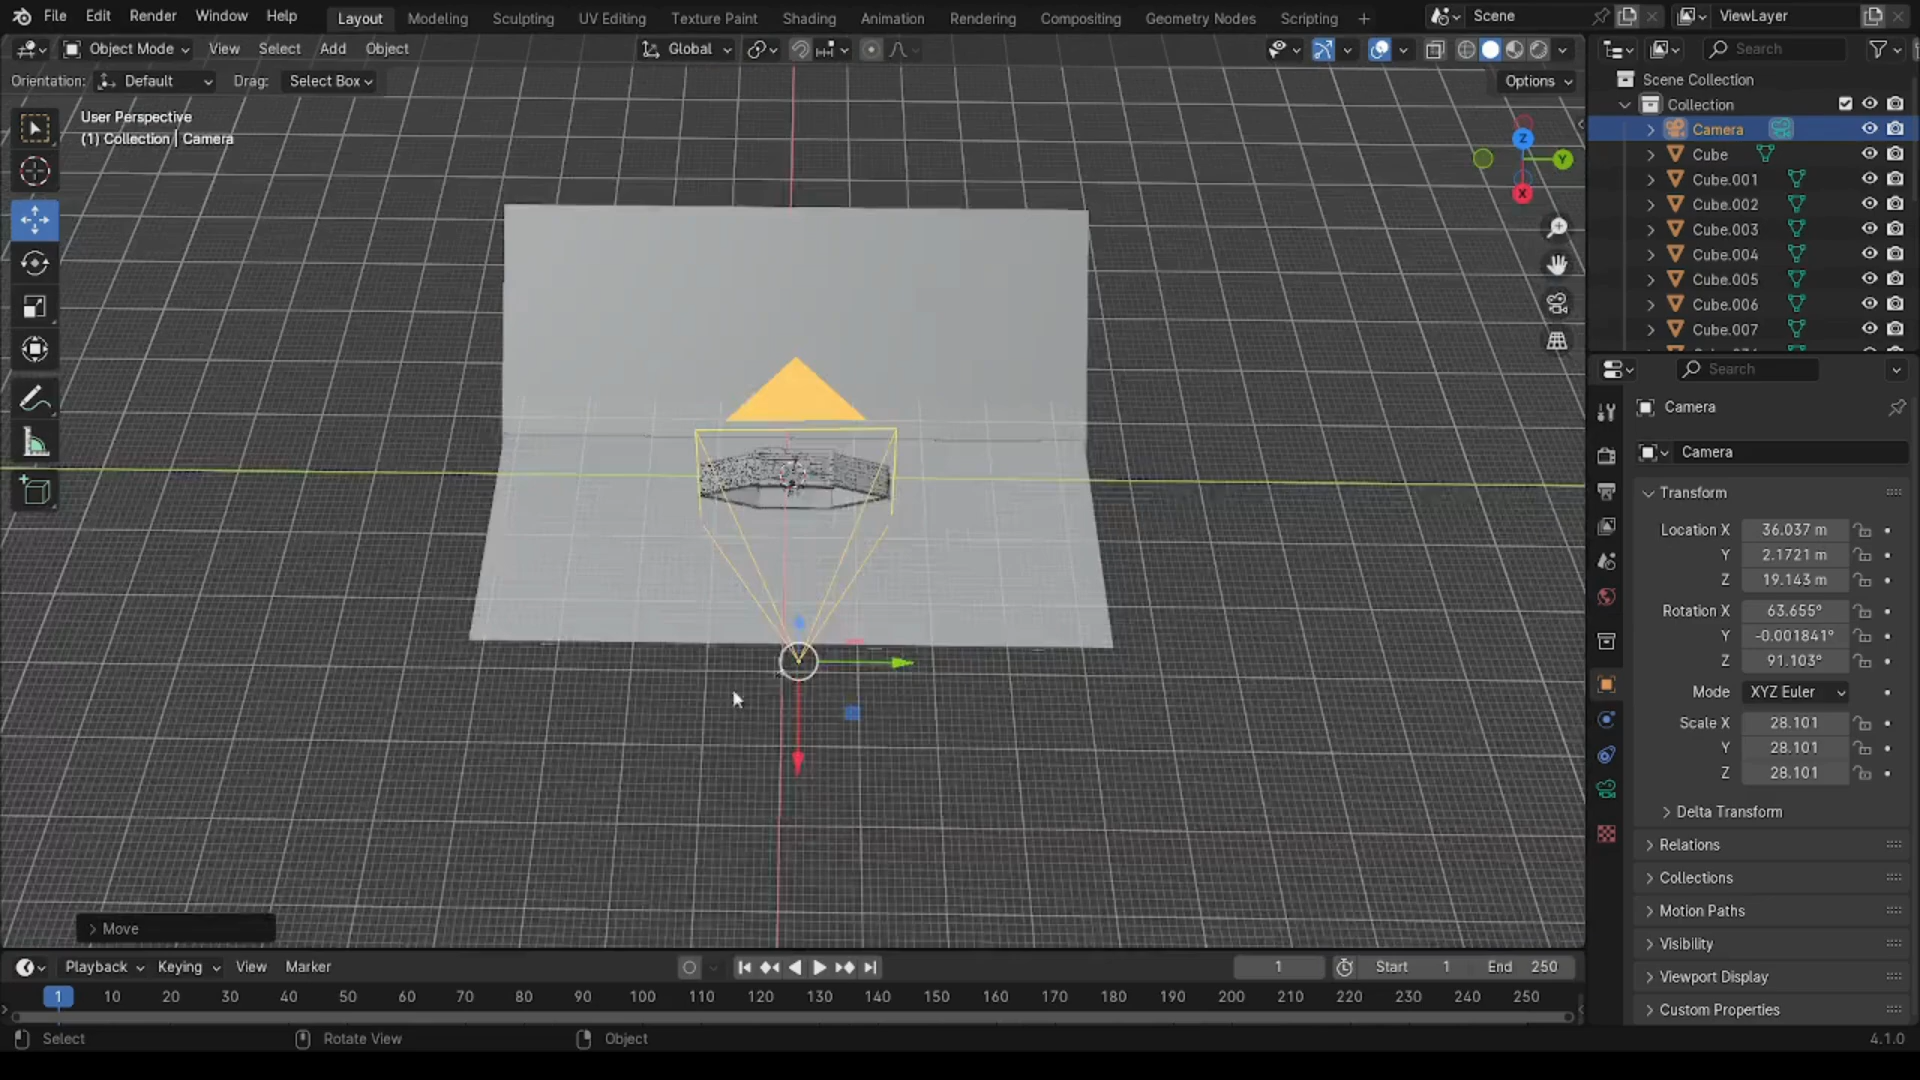 File Edit Render Window Help Layout Modeling Sculpting UV Editing Texture Paint Shading Animation Rendering Compositing Geometry Nodes Scripting + Scene ViewLayer
Object Mode View Select Add Object Global Search
Orientation: Default Drag: Select Box Options
User Perspective
(1) Collection | Camera
Scene Collection
Collection
Camera
Cube
Cube.001
Cube.002
Cube.003
Cube.004
Cube.005
Cube.006
Cube.007
Z
Y
X
Search
Camera
Camera
Transform
Location X 36.037 m
Y 2.1721 m
Z 19.143 m
Rotation X 63.655°
Y -0.001841°
Z 91.103°
Mode XYZ Euler
Scale X 28.101
Y 28.101
Z 28.101
Delta Transform
Relations
Collections
Motion Paths
Visibility
Viewport Display
Custom Properties
Move
Playback Keying View Marker 1 Start 1 End 250
1 10 20 30 40 50 60 70 80 90 100 110 120 130 140 150 160 170 180 190 200 210 220 230 240 250
Select Rotate View Object 4.1.0